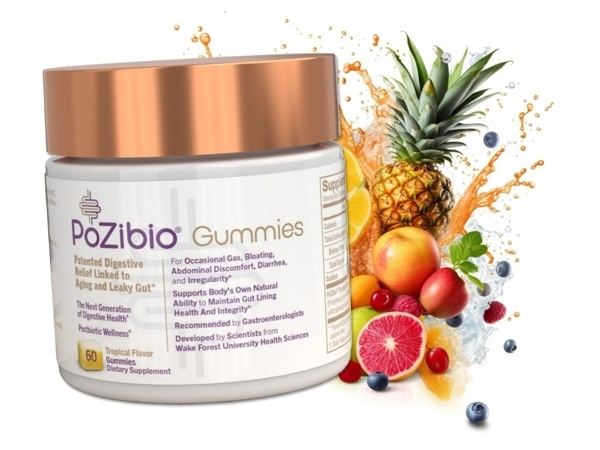 PoZibio® Gummies
Patented Digestive
Relief Linked to
Aging and Leaky Gut*
The Next Generation
of Digestive Health®
Postbiotic Wellness®
60
Tropical Flavor
Gummies
Dietary Supplement
For Occasional Gas, Bloating,
Abdominal Discomfort, Diarrhea,
and Irregularity*
Supports Body's Own Natural
Ability to Maintain Gut Lining
Health And Integrity*
Recommended by Gastroenterologists
Developed by Scientists from
Wake Forest University Health Sciences
Calories